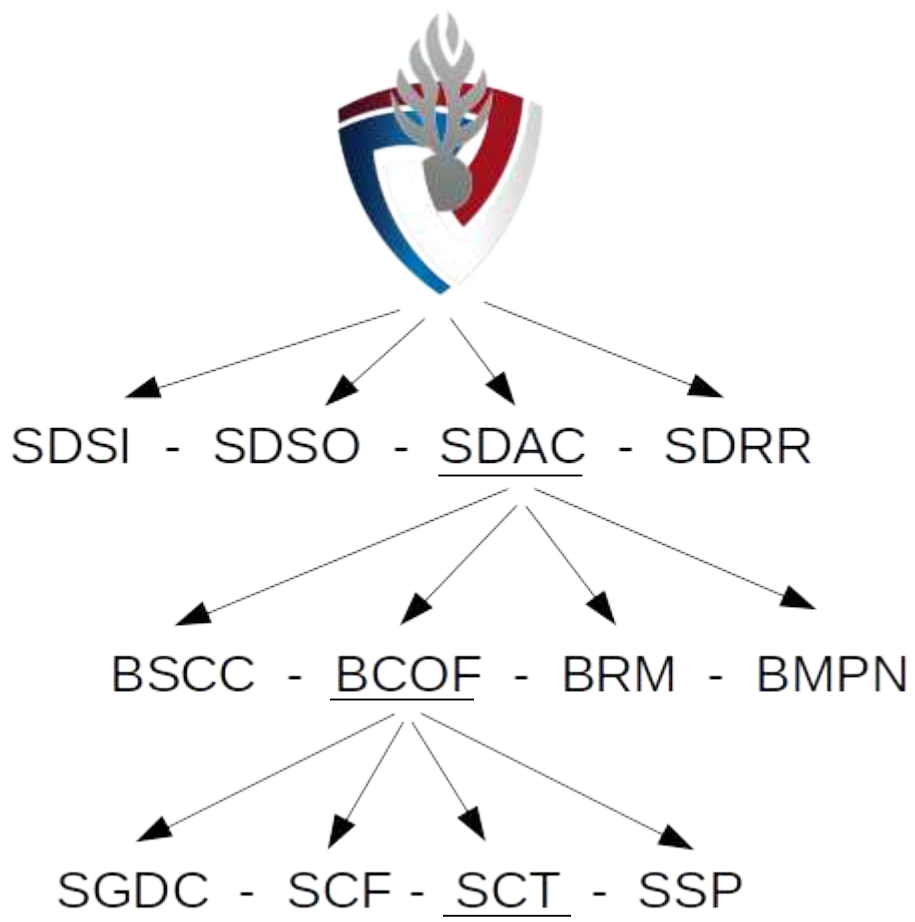 SDSI - SDSO - SDAC - SDRR
BSCC - BCOF - BRM - BMPN
SGDC - SCF - SCT - SSP